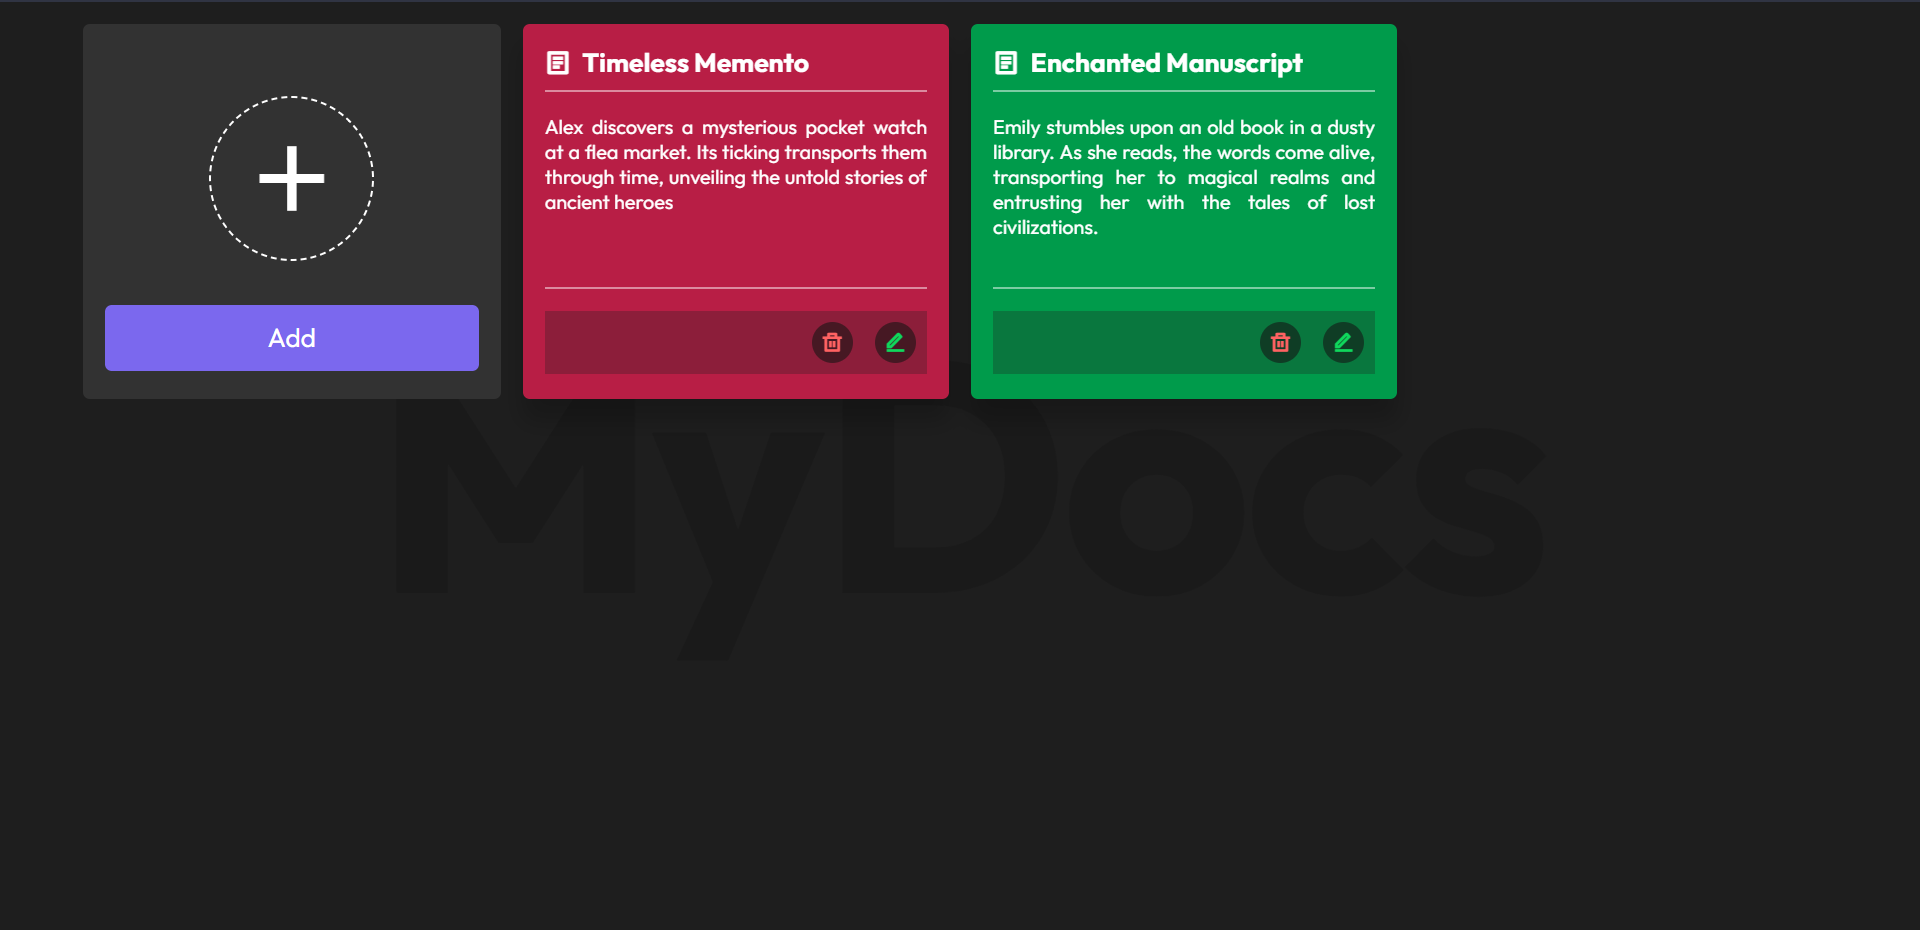 Add
Timeless Memento
Alex discovers a mysterious pocket watch
at a flea market. Its ticking transports them
through time, unveiling the untold stories of
ancient heroes
Enchanted Manuscript
Emily stumbles upon an old book in a dusty
library. As she reads, the words come alive,
transporting her to magical realms and
entrusting her with the tales of lost
civilizations.
MyDocs